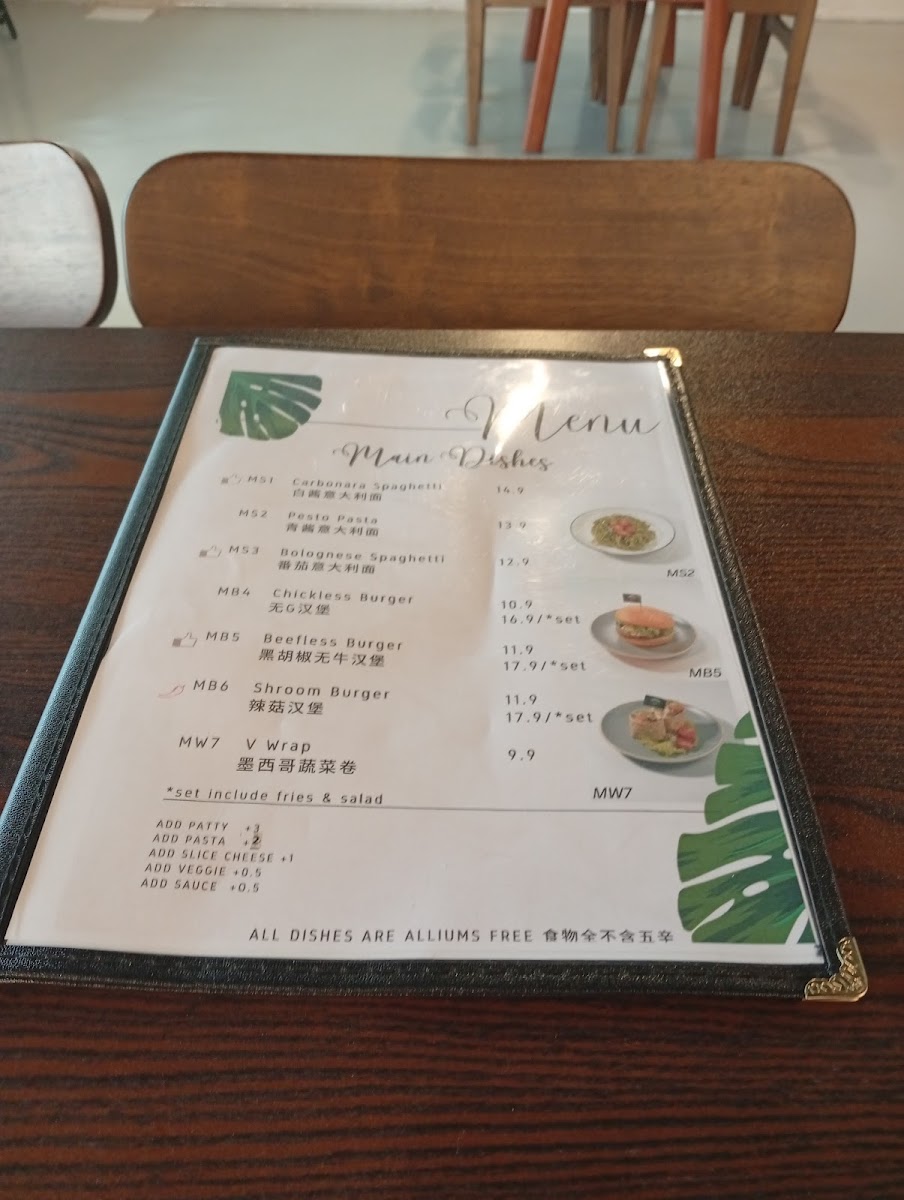 Menu
Main Dishes
MS1 Carbonara Spaghetti 14.9
白酱意大利面
MS2 Pesto Pasta 13.9
青酱意大利面
MS3 Bolognese Spaghetti 12.9
番茄意大利面
MS2
MB4 Chickless Burger 10.9
无G汉堡 16.9/*set
MB5 Beefless Burger 11.9
黑胡椒无牛汉堡 17.9/*set
MB5
MB6 Shroom Burger 11.9
辣菇汉堡 17.9/*set
MW7 V Wrap 9.9
墨西哥蔬菜卷
MW7
*set include fries & salad
ADD PATTY +3
ADD PASTA +2
ADD SLICE CHEESE +1
ADD VEGGIE +0.5
ADD SAUCE +0.5
ALL DISHES ARE ALLIUMS FREE 食物全不含五辛